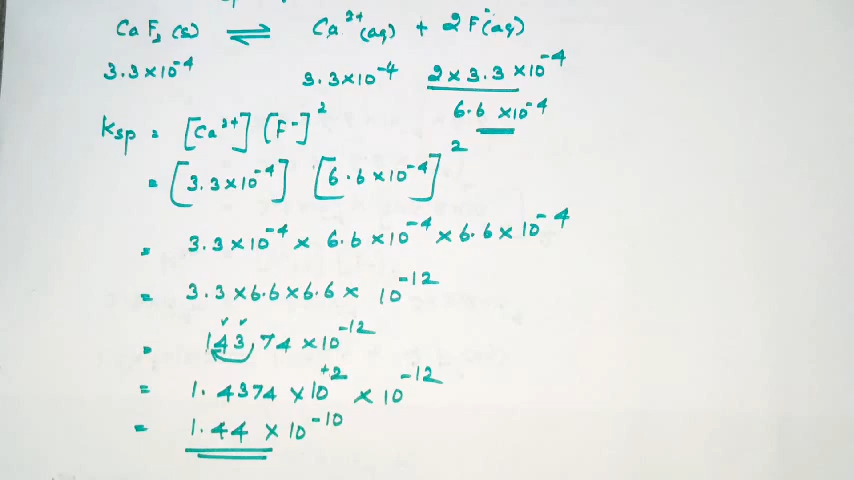 CaF₂(s) ⇌ Ca²⁺(aq) + 2F⁻(aq)
3.3×10⁻⁴ 3.3×10⁻⁴ 2×3.3×10⁻⁴
6.6×10⁻⁴
Ksp = [Ca²⁺][F⁻]²
= [3.3×10⁻⁴] [6.6×10⁻⁴]²
= 3.3×10⁻⁴ × 6.6×10⁻⁴ × 6.6×10⁻⁴
= 3.3×6.6×6.6× 10⁻¹²
= 143.74×10⁻¹²
= 1.4374×10⁺² × 10⁻¹²
= 1.44 × 10⁻¹⁰